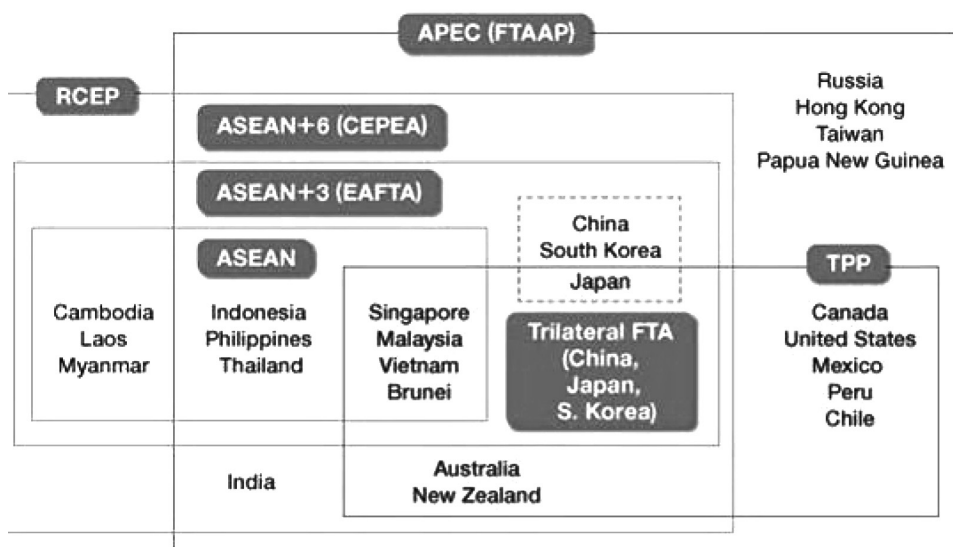 APEC (FTAAP)
RCEP
Russia
Hong Kong
Taiwan
Papua New Guinea
ASEAN+6 (CEPEA)
ASEAN+3 (EAFTA)
China
South Korea
Japan
ASEAN
TPP
Cambodia
Laos
Myanmar
Indonesia
Philippines
Thailand
Singapore
Malaysia
Vietnam
Brunei
Trilateral FTA
(China,
Japan,
S. Korea)
Canada
United States
Mexico
Peru
Chile
India
Australia
New Zealand